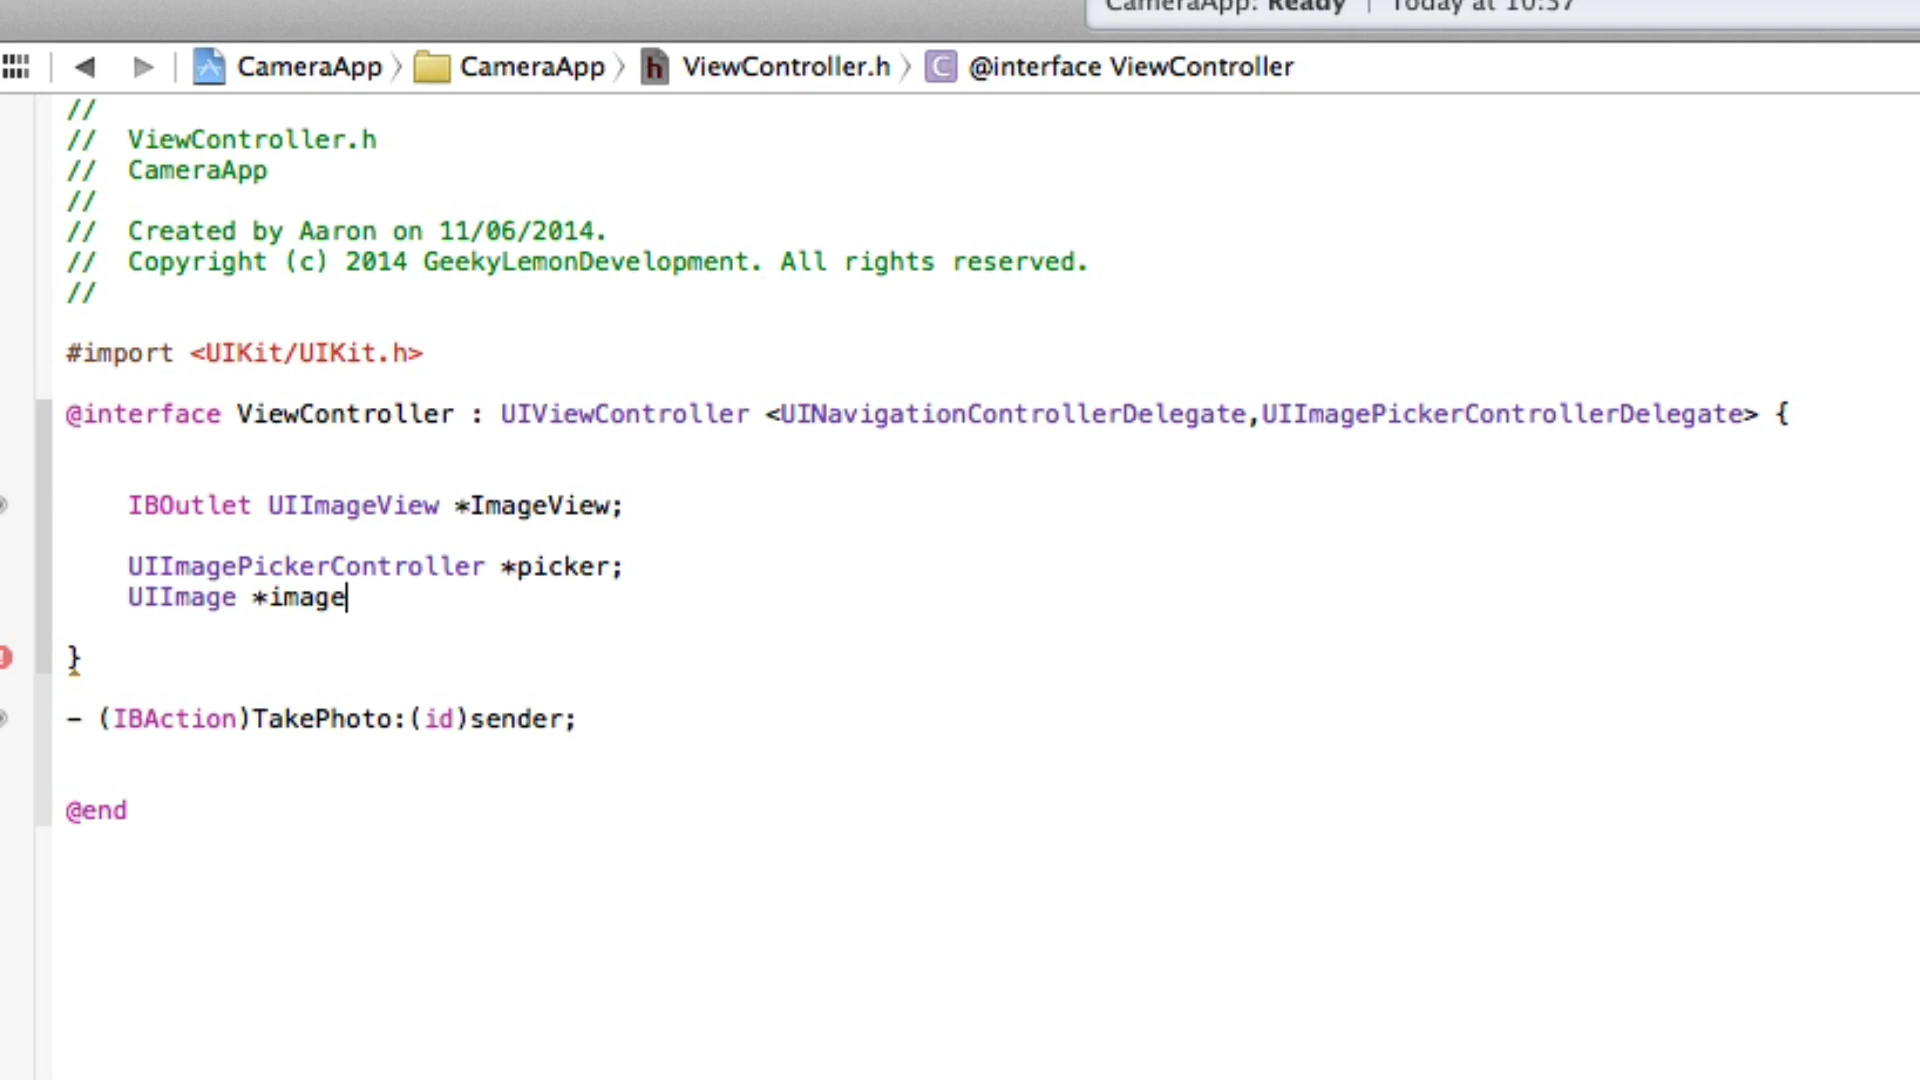 CameraApp: Ready | Today at 10:37
CameraApp CameraApp ViewController.h @interface ViewController
//
// ViewController.h
// CameraApp
//
// Created by Aaron on 11/06/2014.
// Copyright (c) 2014 GeekyLemonDevelopment. All rights reserved.
//
#import <UIKit/UIKit.h>
@interface ViewController : UIViewController <UINavigationControllerDelegate,UIImagePickerControllerDelegate> {
IBOutlet UIImageView *ImageView;
UIImagePickerController *picker;
UIImage *image
}
- (IBAction)TakePhoto:(id)sender;
@end